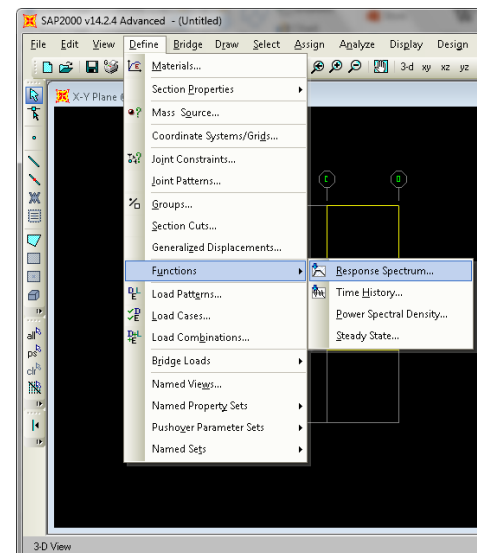 SAP2000 v14.2.4 Advanced - (Untitled)
File Edit View Define Bridge Draw Select Assign Analyze Display Design
3-d xy xz yz
X-Y Plane
Materials...
Section Properties
Mass Source...
Coordinate Systems/Grids...
Joint Constraints...
Joint Patterns...
Groups...
Section Cuts...
Generalized Displacements...
Functions
Response Spectrum...
Time History...
Power Spectral Density...
Steady State...
Load Patterns...
Load Cases...
Load Combinations...
Bridge Loads
Named Views...
Named Property Sets
Pushover Parameter Sets
Named Sets
all
ps
clr
C D
3-D View